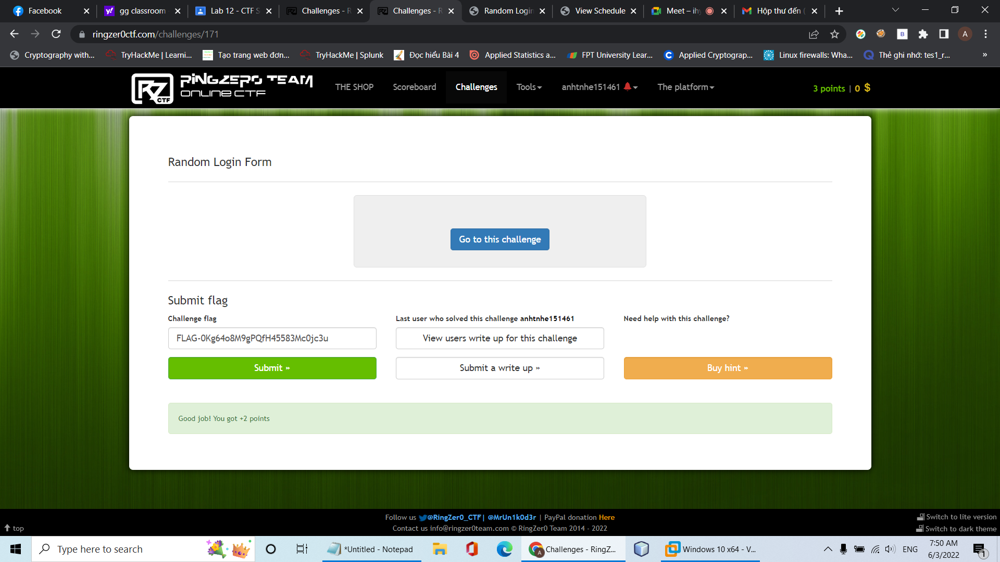 Facebook
gg classroom
Lab 12 - CTF S
Challenges - R
Challenges - R
Random Login
View Schedule
Meet – ih
Hộp thư đến (
ringzer0ctf.com/challenges/171
A
Cryptography with...
TryHackMe | Learni...
Tạo trang web đơn...
TryHackMe | Splunk
Đọc hiểu Bài 4
Applied Statistics a...
FPT University Lear...
Applied Cryptograp...
Linux firewalls: Wha...
Thẻ ghi nhớ: tes1_r...
»
RZ CTF
RINGZER0 TEAM
ONLINE CTF
THE SHOP
Scoreboard
Challenges
Tools
anhtnhe151461
The platform
3 points | 0 $
Random Login Form
Go to this challenge
Submit flag
Challenge flag
Last user who solved this challenge anhtnhe151461
Need help with this challenge?
FLAG-0Kg64o8M9gPQfH45583Mc0jc3u
View users write up for this challenge
Submit »
Submit a write up »
Buy hint »
Good job! You got +2 points
Follow us @RingZer0_CTF | @MrUn1k0d3r | PayPal donation Here
Contact us info@ringzer0team.com © RingZer0 Team 2014 - 2022
top
Switch to lite version
Switch to dark theme
Type here to search
*Untitled - Notepad
Challenges - RingZ...
Windows 10 x64 - V...
ENG
7:50 AM
6/3/2022
1